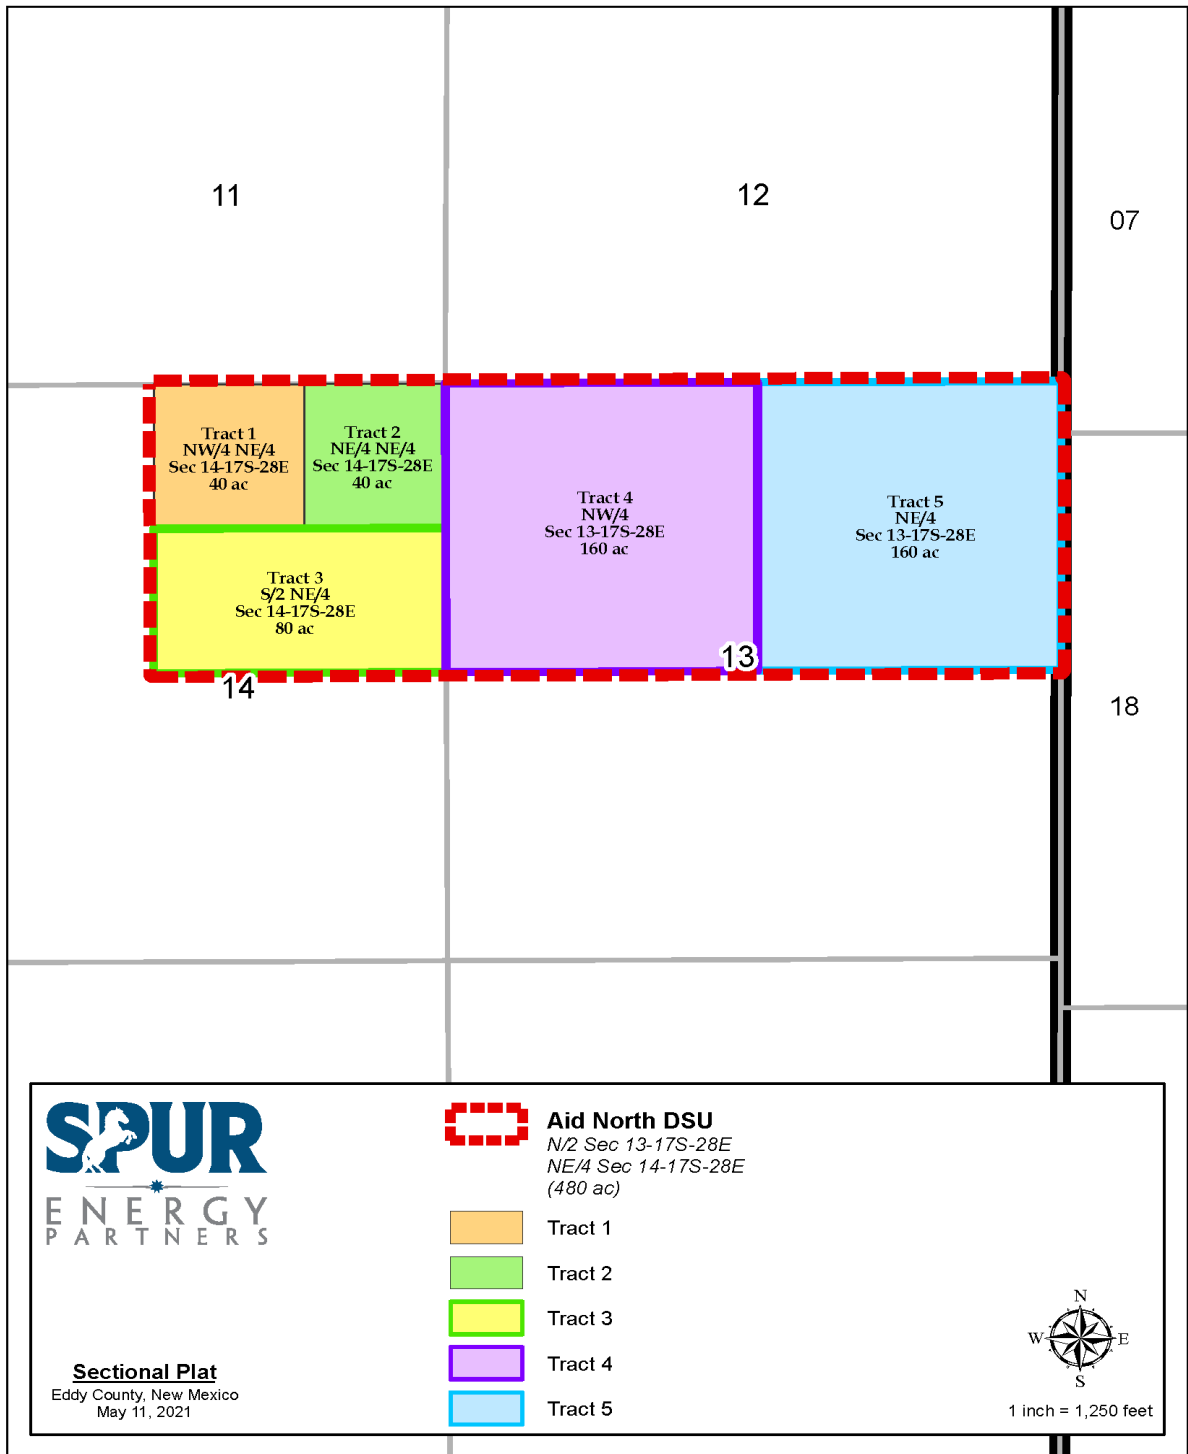 11
12
07
Tract 1
NW/4 NE/4
Sec 14-17S-28E
40 ac
Tract 2
NE/4 NE/4
Sec 14-17S-28E
40 ac
Tract 3
S/2 NE/4
Sec 14-17S-28E
80 ac
Tract 4
NW/4
Sec 13-17S-28E
160 ac
Tract 5
NE/4
Sec 13-17S-28E
160 ac
13
14
18
SPUR
ENERGY
PARTNERS
Sectional Plat
Eddy County, New Mexico
May 11, 2021
Aid North DSU
N/2 Sec 13-17S-28E
NE/4 Sec 14-17S-28E
(480 ac)
Tract 1
Tract 2
Tract 3
Tract 4
Tract 5
N
W
E
S
1 inch = 1,250 feet